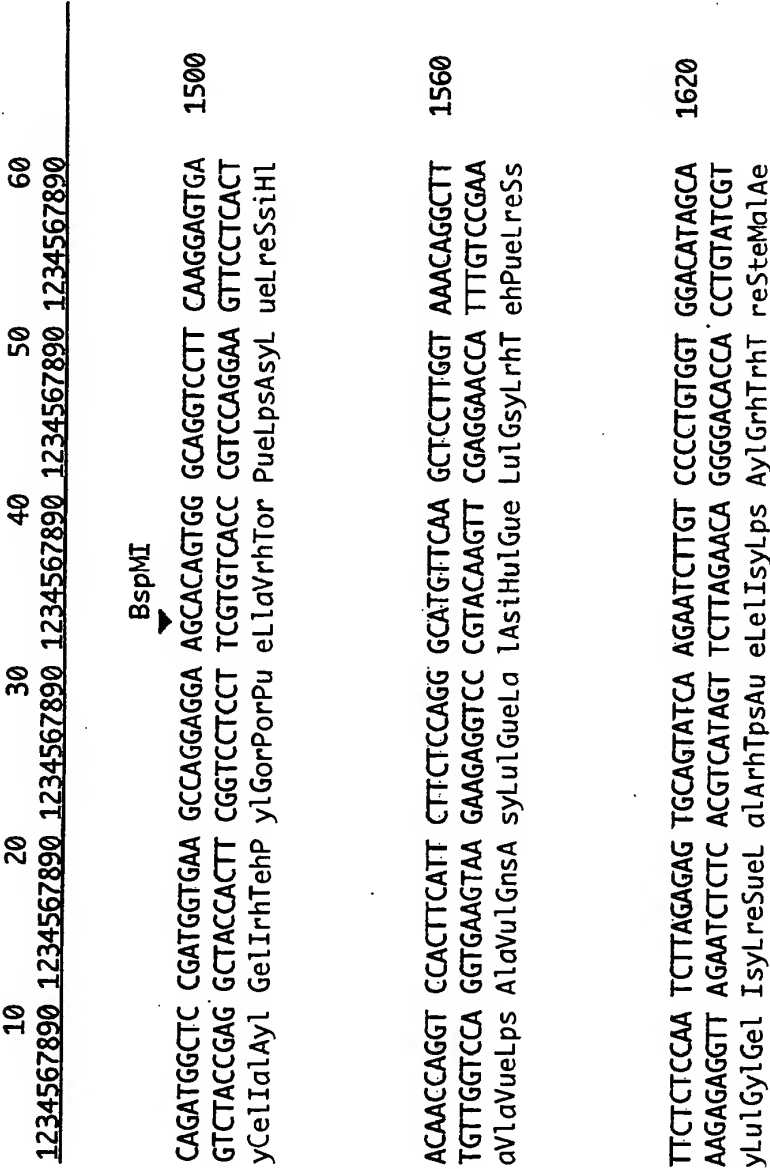 10 20 30 40 50 60
1234567890 1234567890 1234567890 1234567890 1234567890 1234567890
BspMI
CAGATGGCTC CGATGGTGAA GCCAGGAGGA AGCACAGTGG GCAGGTCCTT CAAGGAGTGA 1500
GTCTACCGAG GCTACCACTT CGGTCCTCCT TCGTGTCACC CGTCCAGGAA GTTCCTCACT
yCelIalAyl GelIrhTehP ylGorPorPu eLlaVrhTor PueLpsAsyL ueLreSsiHl
ACAACCAGGT CCACTTCATT CTTCTCCAGG GCATGTTCAA GCTCCTTGGT AAACAGGCTT 1560
TGTTGGTCCA GGTGAAGTAA GAAGAGGTCC CGTACAAGTT CGAGGAACCA TTTGTCCGAA
aVlaVueLps AlaVulGnsA syLulGueLa lAsiHulGue LulGsyLrhT ehPueLreSs
TTCTCTCCAA TCTTAGAGAG TGCAGTATCA AGAATCTTGT CCCCTGTGGT GGACATAGCA 1620
AAGAGAGGTT AGAATCTCTC ACGTCATAGT TCTTAGAACA GGGGACACCA CCTGTATCGT
yLulGylGel IsyLreSueL alArhTpsAu eLelIsyLps AylGrhTrhT reSteMalAe